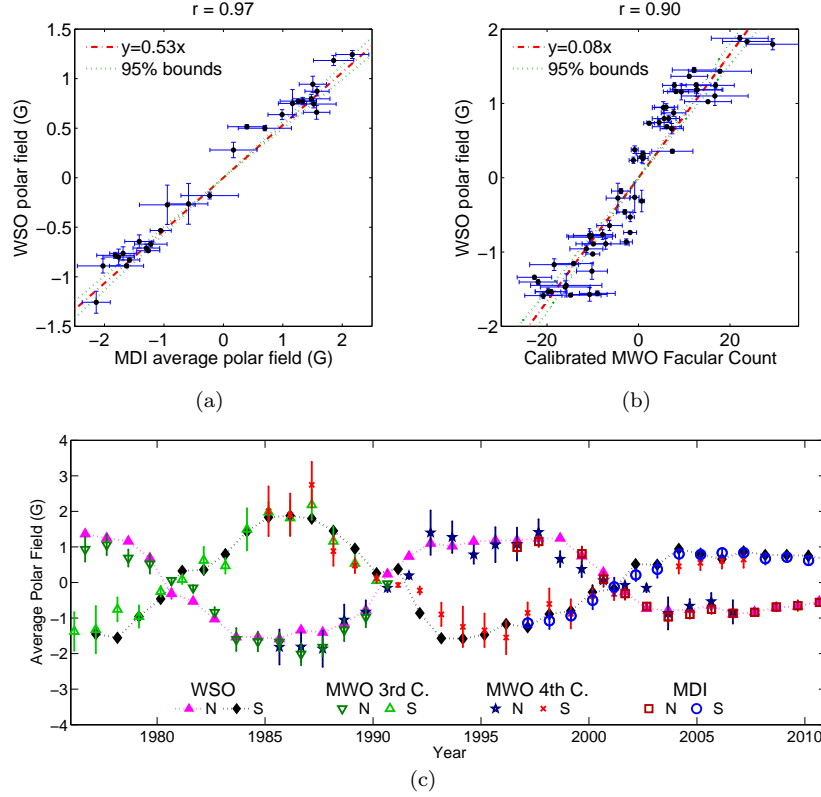 r = 0.97
y=0.53x
95% bounds
WSO polar field (G)
1.5
1
0.5
0
−0.5
−1
−1.5
−2 −1 0 1 2
MDI average polar field (G)
(a)
r = 0.90
y=0.08x
95% bounds
WSO polar field (G)
2
1
0
−1
−2
−20 0 20
Calibrated MWO Facular Count
(b)
Average Polar Field (G)
4
3
2
1
0
−1
−2
−3
−4
WSO MWO 3rd C. MWO 4th C. MDI
N S N S N S N S
1980 1985 1990 1995 2000 2005 2010
Year
(c)